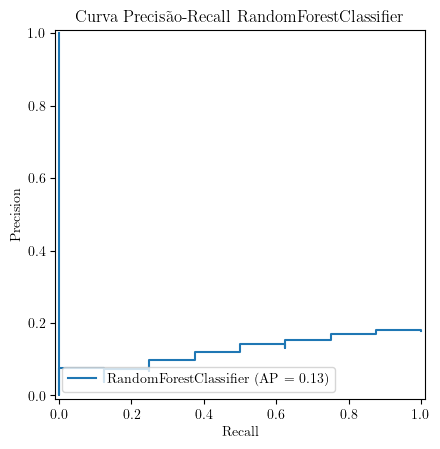 Curva Precisão-Recall RandomForestClassifier
1.0
0.8
0.6
0.4
0.2
0.0
Precision
RandomForestClassifier (AP = 0.13)
0.0 0.2 0.4 0.6 0.8 1.0
Recall